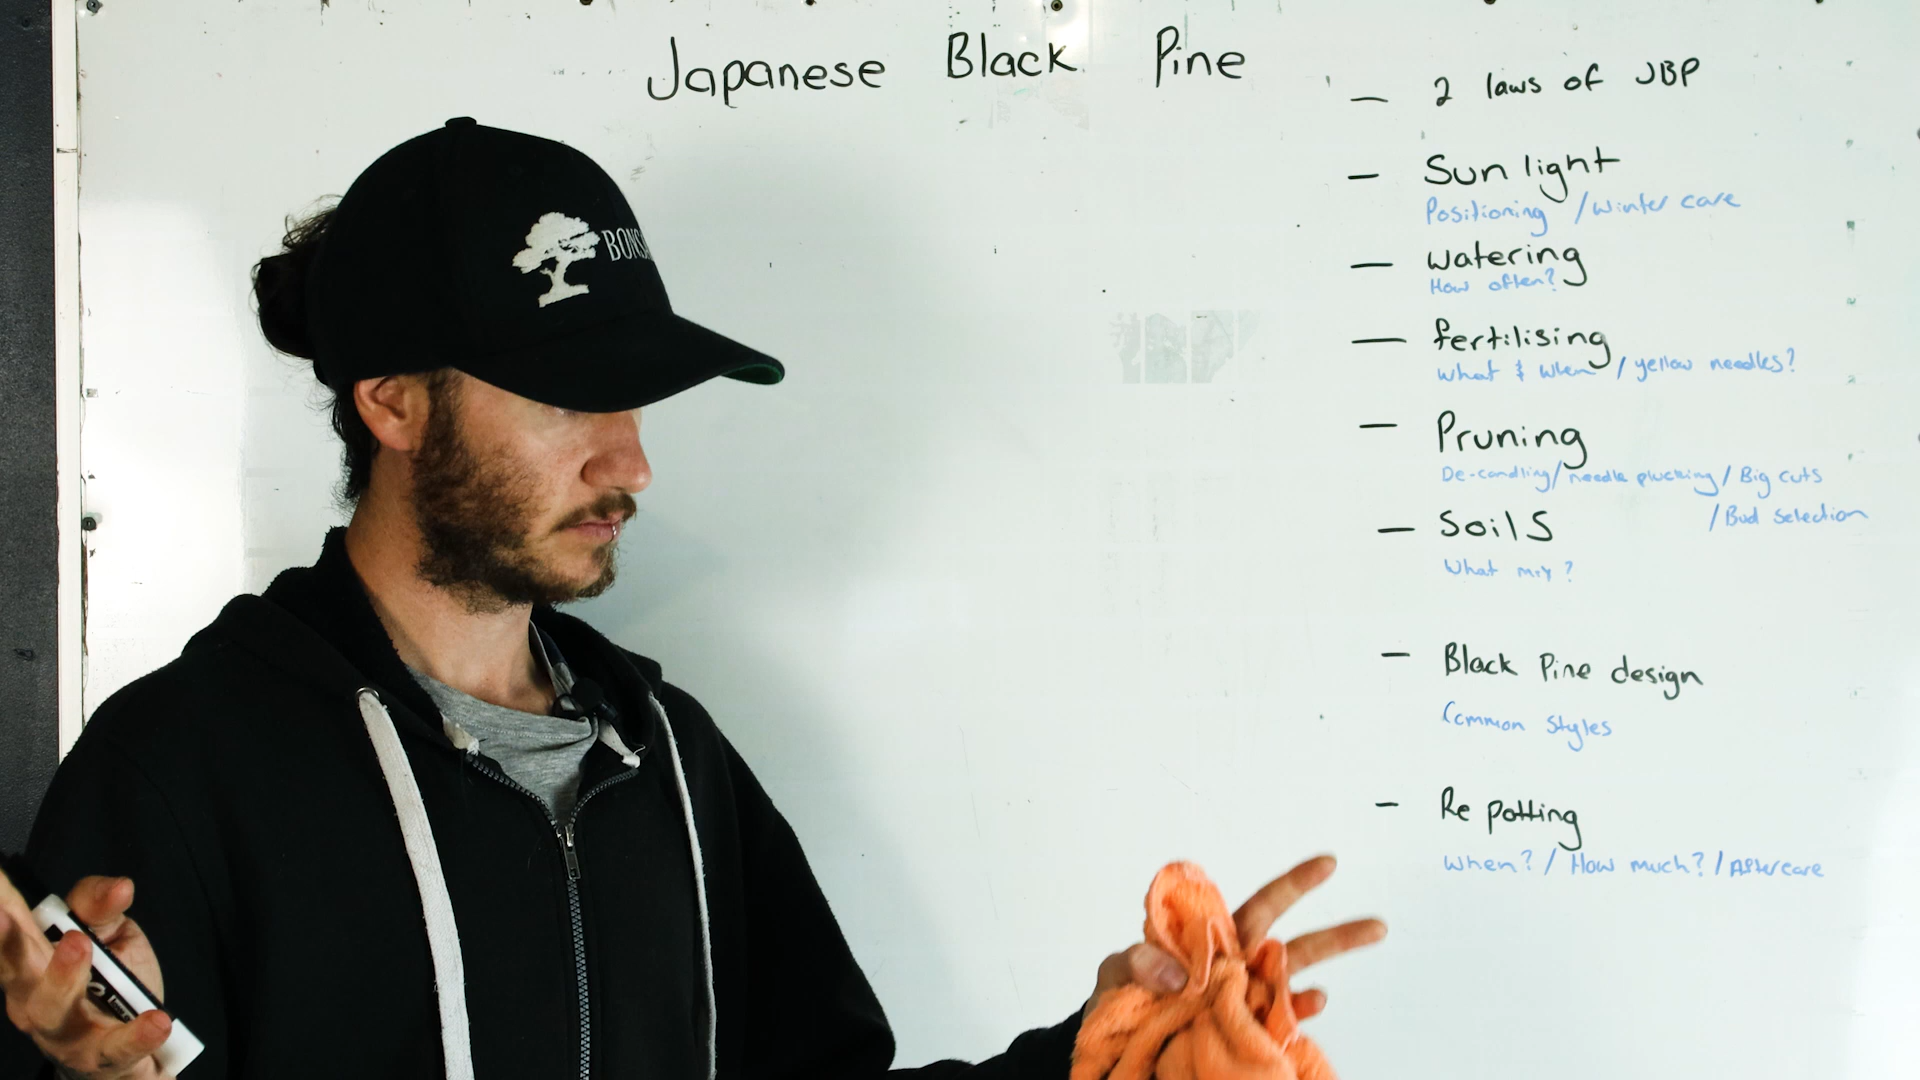 Japanese Black Pine
- 2 laws of JBP
- Sun light
Positioning / Winter care
- watering
How often?
- fertilising
What & When / yellow needles?
- Pruning
De-candling / needle plucking / Big cuts
/ Bud Selection
- Soils
What mix?
- Black Pine design
Common Styles
- Re potting
When? / How much? / Aftercare